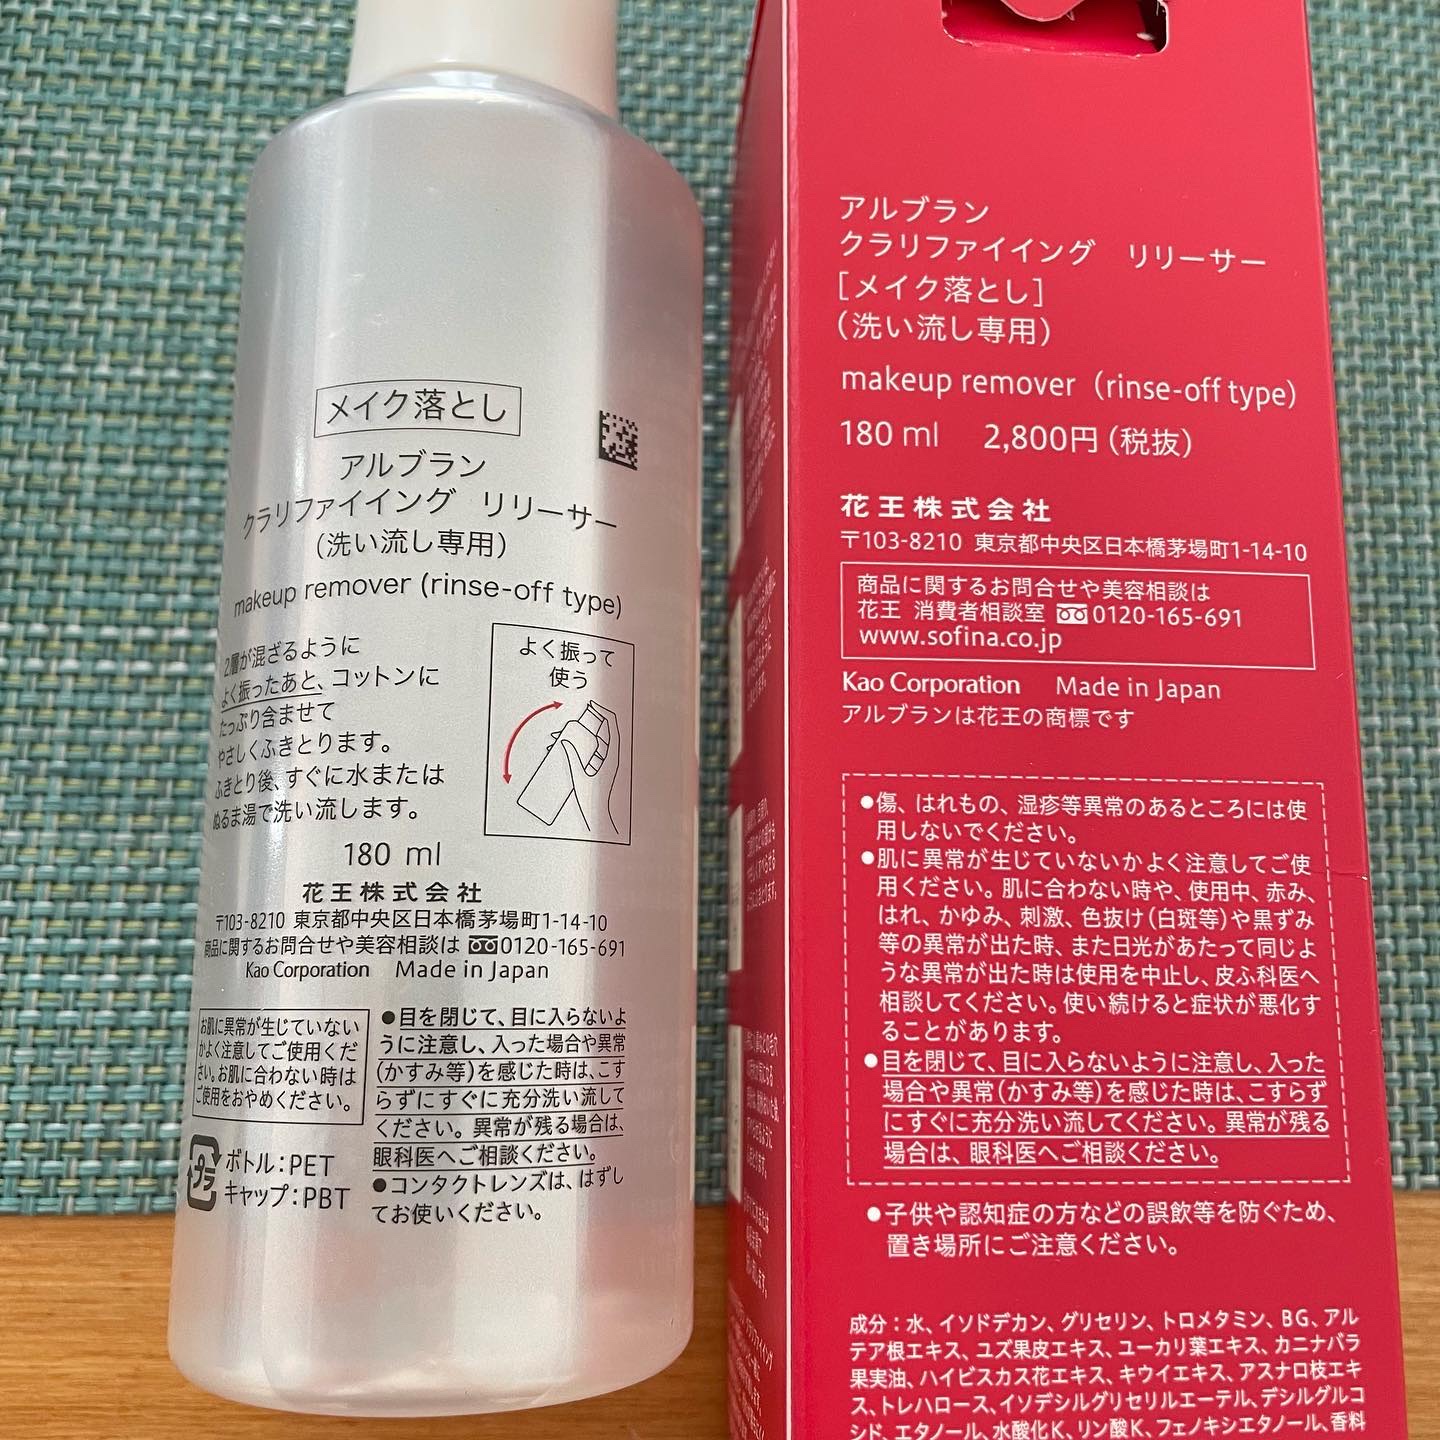 メイク落とし
アルブラン
クラリファイイング リリーサー
(洗い流し専用)
makeup remover (rinse-off type)
2層が混ざるように
よく振ったあと、コットンに
たっぷり含ませて
やさしくふきとります。
ふきとり後、すぐに水または
ぬるま湯で洗い流します。
よく振って
使う
180 ml
花王株式会社
〒103-8210 東京都中央区日本橋茅場町1-14-10
商品に関するお問合せや美容相談は 0120-165-691
Kao Corporation Made in Japan
お肌に異常が生じていない
かよく注意してご使用くだ
さい。お肌に合わない時は
ご使用をおやめください。
●目を閉じて、目に入らないよ
うに注意し、入った場合や異常
(かすみ等)を感じた時は、こす
らずにすぐに充分洗い流して
ください。異常が残る場合は、
眼科医へご相談ください。
●コンタクトレンズは、はずし
てお使いください。
プラ
ボトル:PET
キャップ:PBT
アルブラン
クラリファイイング リリーサー
[メイク落とし]
(洗い流し専用)
makeup remover (rinse-off type)
180 ml 2,800円(税抜)
花王株式会社
〒103-8210 東京都中央区日本橋茅場町1-14-10
商品に関するお問合せや美容相談は
花王 消費者相談室 0120-165-691
www.sofina.co.jp
Kao Corporation Made in Japan
アルブランは花王の商標です
●傷、はれもの、湿疹等異常のあるところには使
用しないでください。
●肌に異常が生じていないかよく注意してご使
用ください。肌に合わない時や、使用中、赤み、
はれ、かゆみ、刺激、色抜け(白斑等)や黒ずみ
等の異常が出た時、また日光があたって同じよ
うな異常が出た時は使用を中止し、皮ふ科医へ
相談してください。使い続けると症状が悪化す
ることがあります。
●目を閉じて、目に入らないように注意し、入った
場合や異常(かすみ等)を感じた時は、こすらず
にすぐに充分洗い流してください。異常が残る
場合は、眼科医へご相談ください。
●子供や認知症の方などの誤飲等を防ぐため、
置き場所にご注意ください。
成分:水、イソドデカン、グリセリン、トロメタミン、BG、アル
テア根エキス、ユズ果皮エキス、ユーカリ葉エキス、カニナバラ
果実油、ハイビスカス花エキス、キウイエキス、アスナロ枝エキ
ス、トレハロース、イソデシルグリセリルエーテル、デシルグルコ
シド、エタノール、水酸化K、リン酸K、フェノキシエタノール、香料